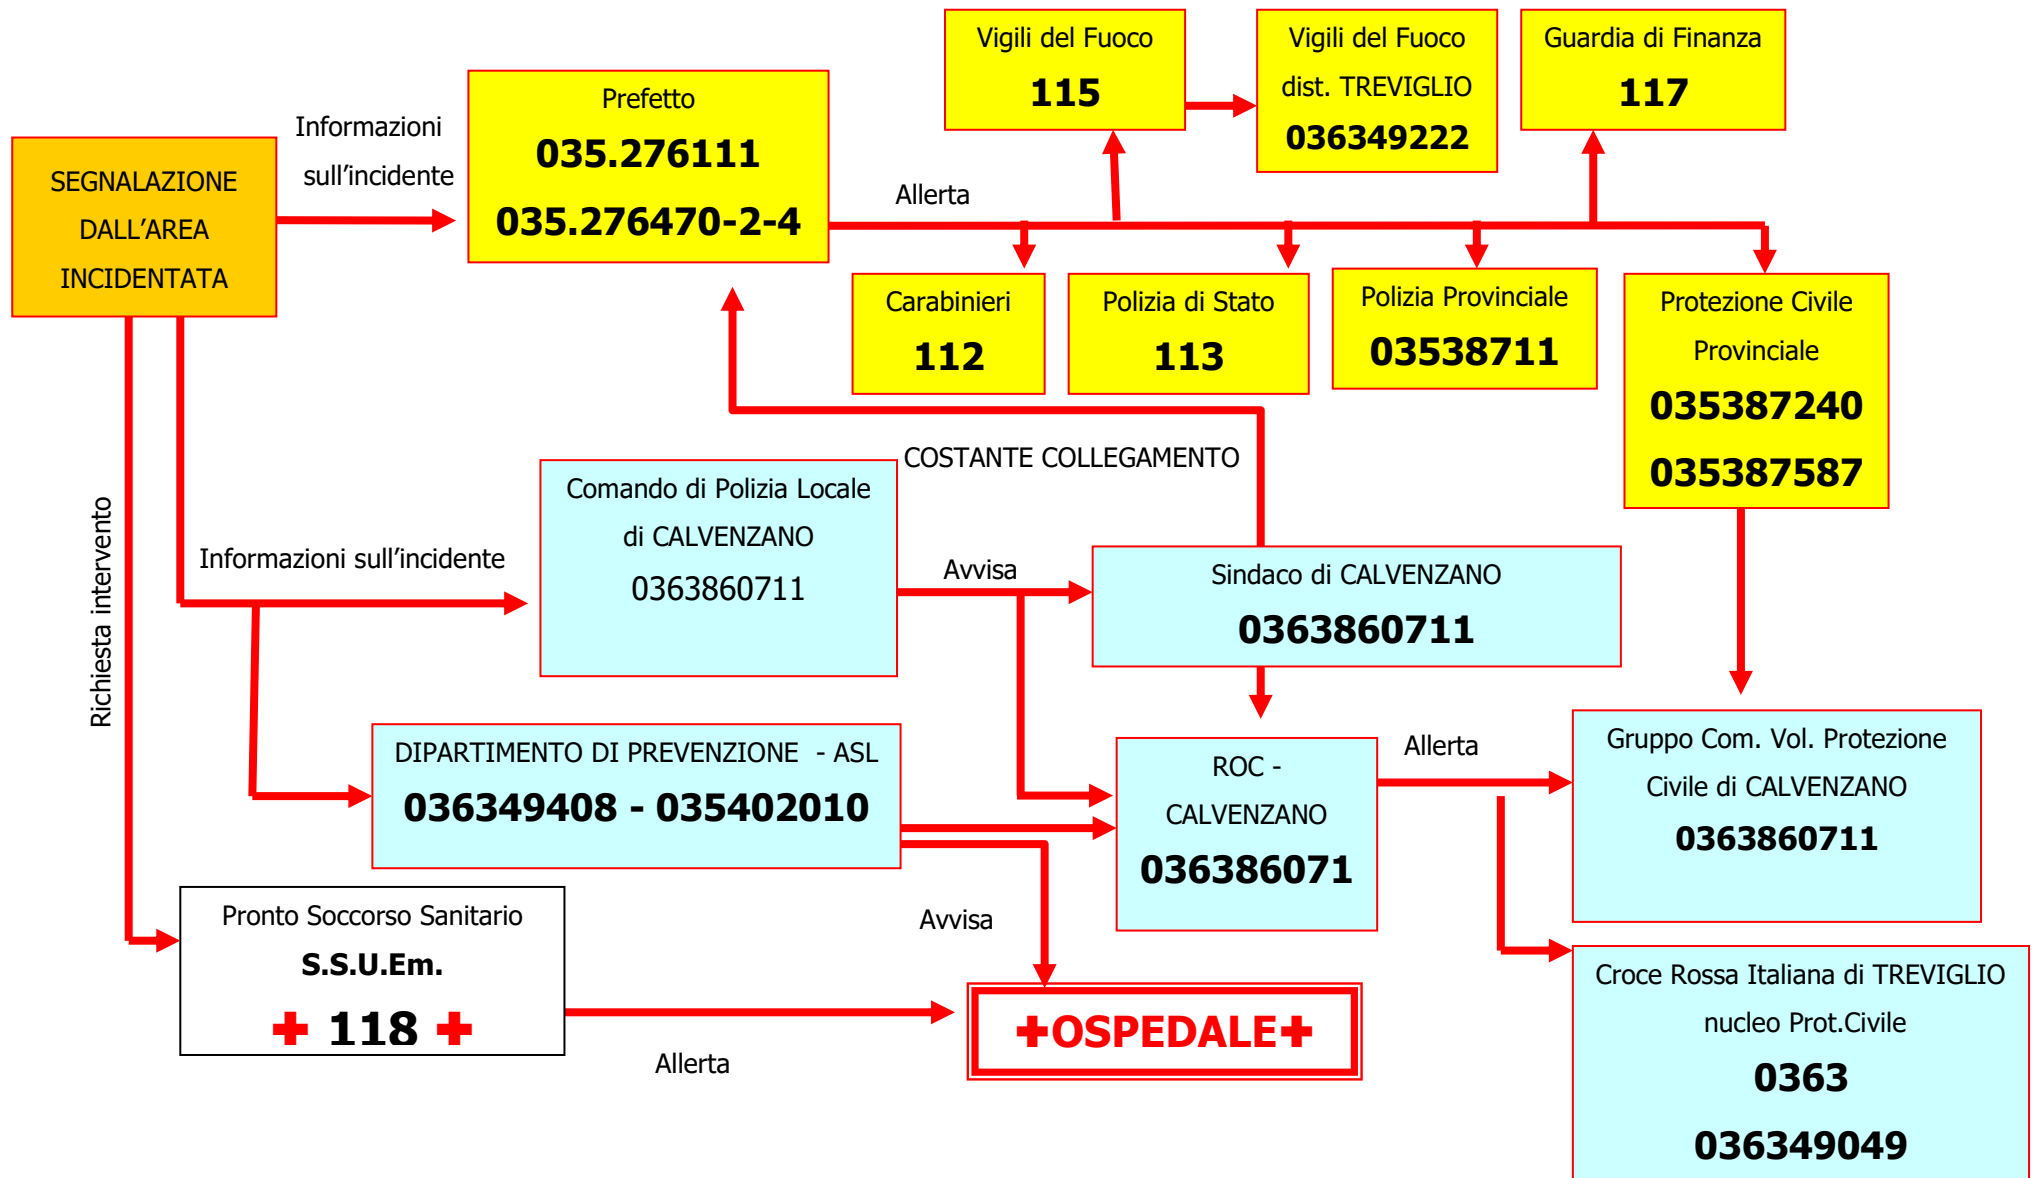 SEGNALAZIONE
DALL'AREA
INCIDENTATA
Informazioni
sull'incidente
Prefetto
035.276111
035.276470-2-4
Allerta
Vigili del Fuoco
115
Vigili del Fuoco
dist. TREVIGLIO
036349222
Guardia di Finanza
117
Carabinieri
112
Polizia di Stato
113
Polizia Provinciale
03538711
Protezione Civile
Provinciale
035387240
035387587
COSTANTE COLLEGAMENTO
Richiesta intervento
Informazioni sull'incidente
Comando di Polizia Locale
di CALVENZANO
0363860711
Avvisa
Sindaco di CALVENZANO
0363860711
DIPARTIMENTO DI PREVENZIONE - ASL
036349408 - 035402010
ROC -
CALVENZANO
036386071
Allerta
Gruppo Com. Vol. Protezione
Civile di CALVENZANO
0363860711
Pronto Soccorso Sanitario
S.S.U.Em.
✚ 118 ✚
Allerta
Avvisa
✚OSPEDALE✚
Croce Rossa Italiana di TREVIGLIO
nucleo Prot.Civile
0363
036349049